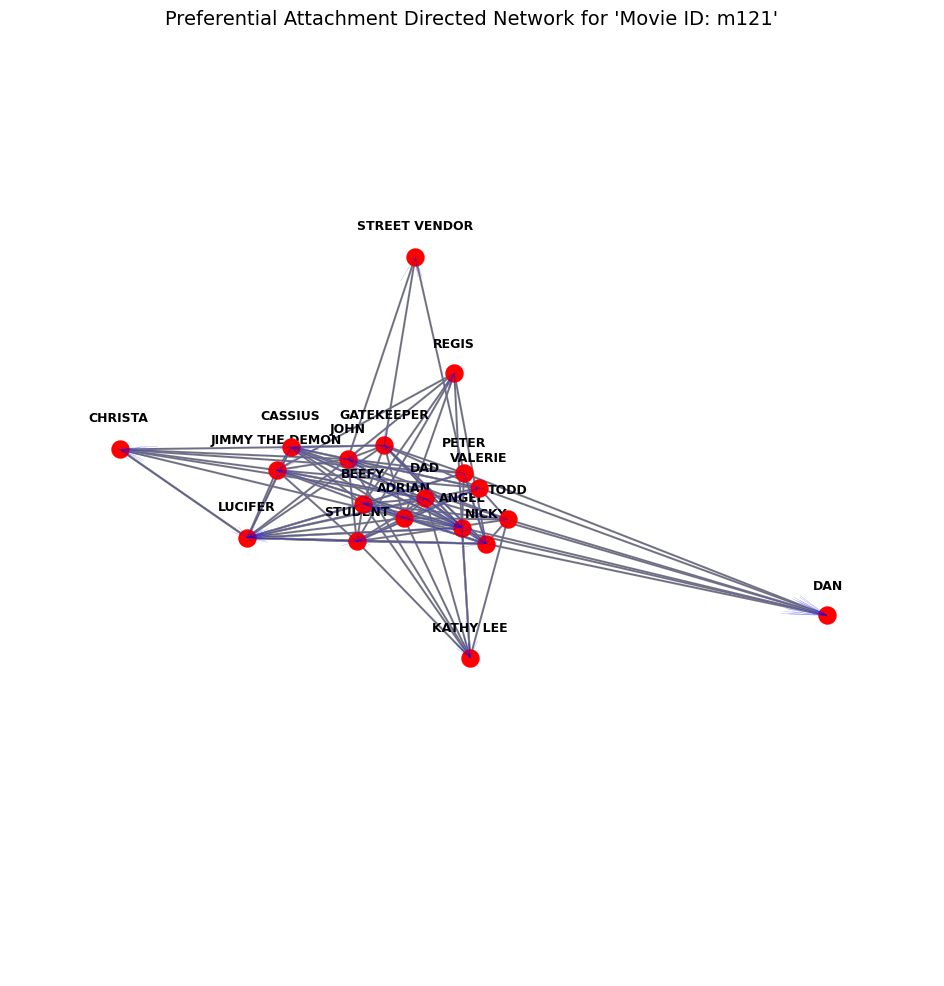 Preferential Attachment Directed Network for 'Movie ID: m121'
STREET VENDOR
REGIS
CHRISTA
CASSIUS
GATEKEEPER
JOHN
JIMMY THE DEMON
PETER
VALERIE
DAD
BEEFY
ADRIAN
TODD
ANGEL
LUCIFER
STUDENT
NICKY
DAN
KATHY LEE